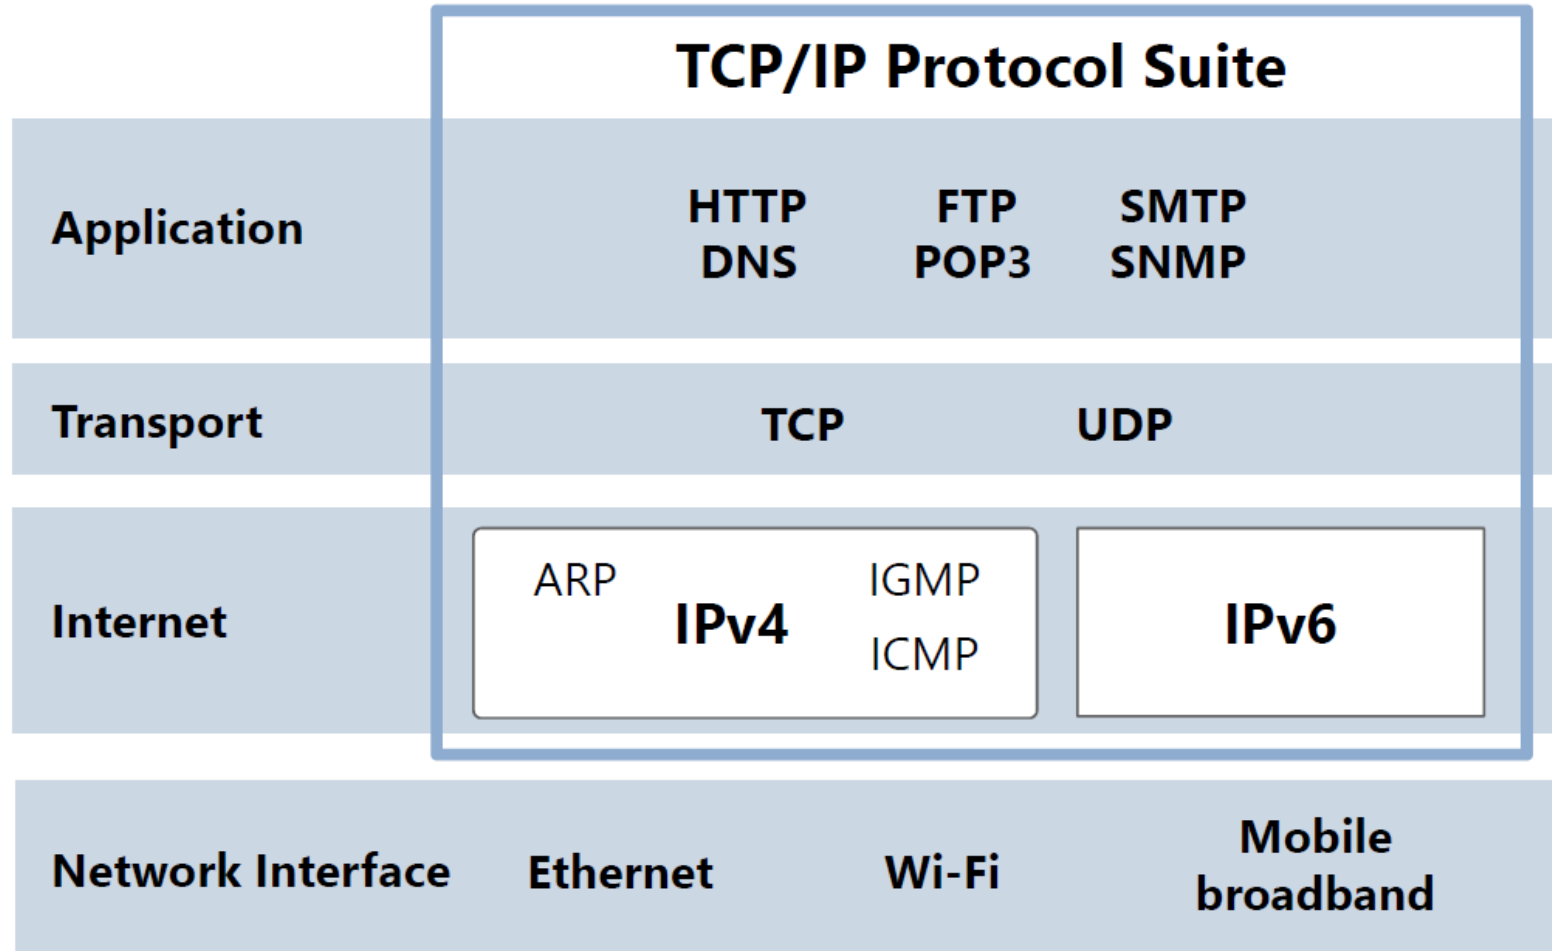 TCP/IP Protocol Suite
Application
HTTP FTP SMTP
DNS POP3 SNMP
Transport
TCP UDP
Internet
ARP IGMP
IPv4 IPv6
ICMP
Network Interface Ethernet Wi-Fi
Mobile
broadband